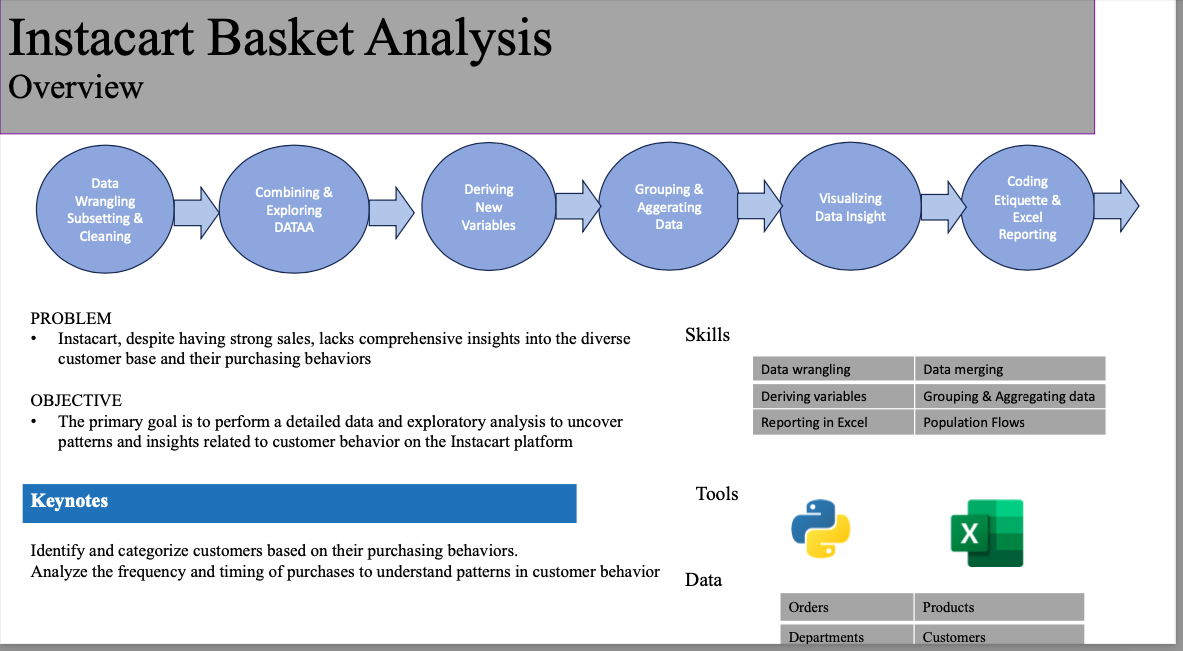 Instacart Basket Analysis
Overview
Data
Wrangling
Subsetting &
Cleaning
Combining &
Exploring
DATAA
Deriving
New
Variables
Grouping &
Aggerating
Data
Visualizing
Data Insight
Coding
Etiquette &
Excel
Reporting
PROBLEM
• Instacart, despite having strong sales, lacks comprehensive insights into the diverse
customer base and their purchasing behaviors
OBJECTIVE
• The primary goal is to perform a detailed data and exploratory analysis to uncover
patterns and insights related to customer behavior on the Instacart platform
Keynotes
Identify and categorize customers based on their purchasing behaviors.
Analyze the frequency and timing of purchases to understand patterns in customer behavior
Skills
Data wrangling Data merging
Deriving variables Grouping & Aggregating data
Reporting in Excel Population Flows
Tools
X
Data
Orders Products
Departments Customers